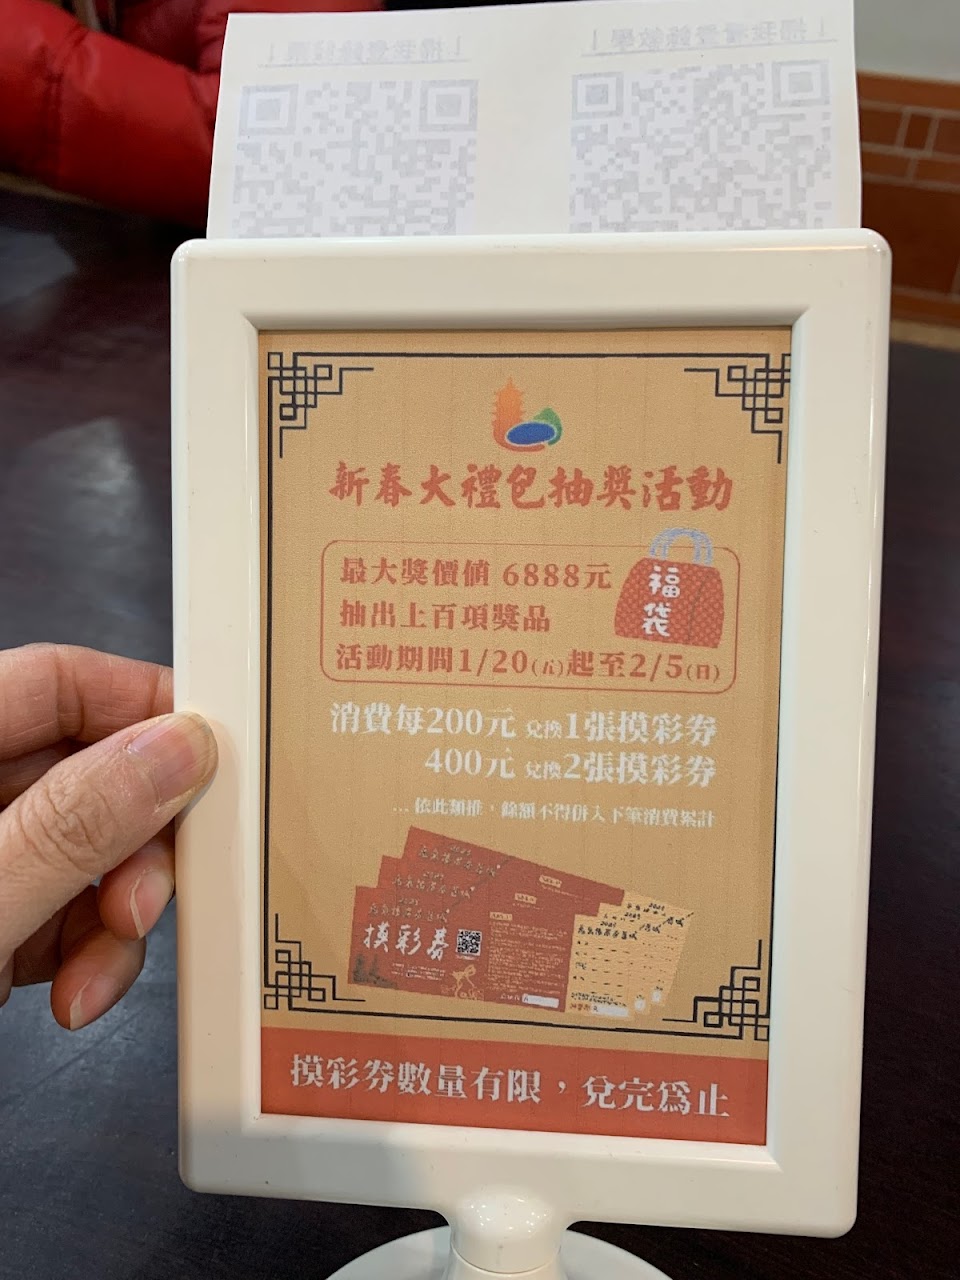 新春大禮包抽獎活動
最大獎價值 6888元
抽出上百項獎品
活動期間1/20(五)起至2/5(日)
福
袋
消費每200元 兌換1張摸彩券
400元 兌換2張摸彩券
... 依此類推，餘額不得併入下筆消費累計
摸彩券
摸彩券數量有限，兌完為止